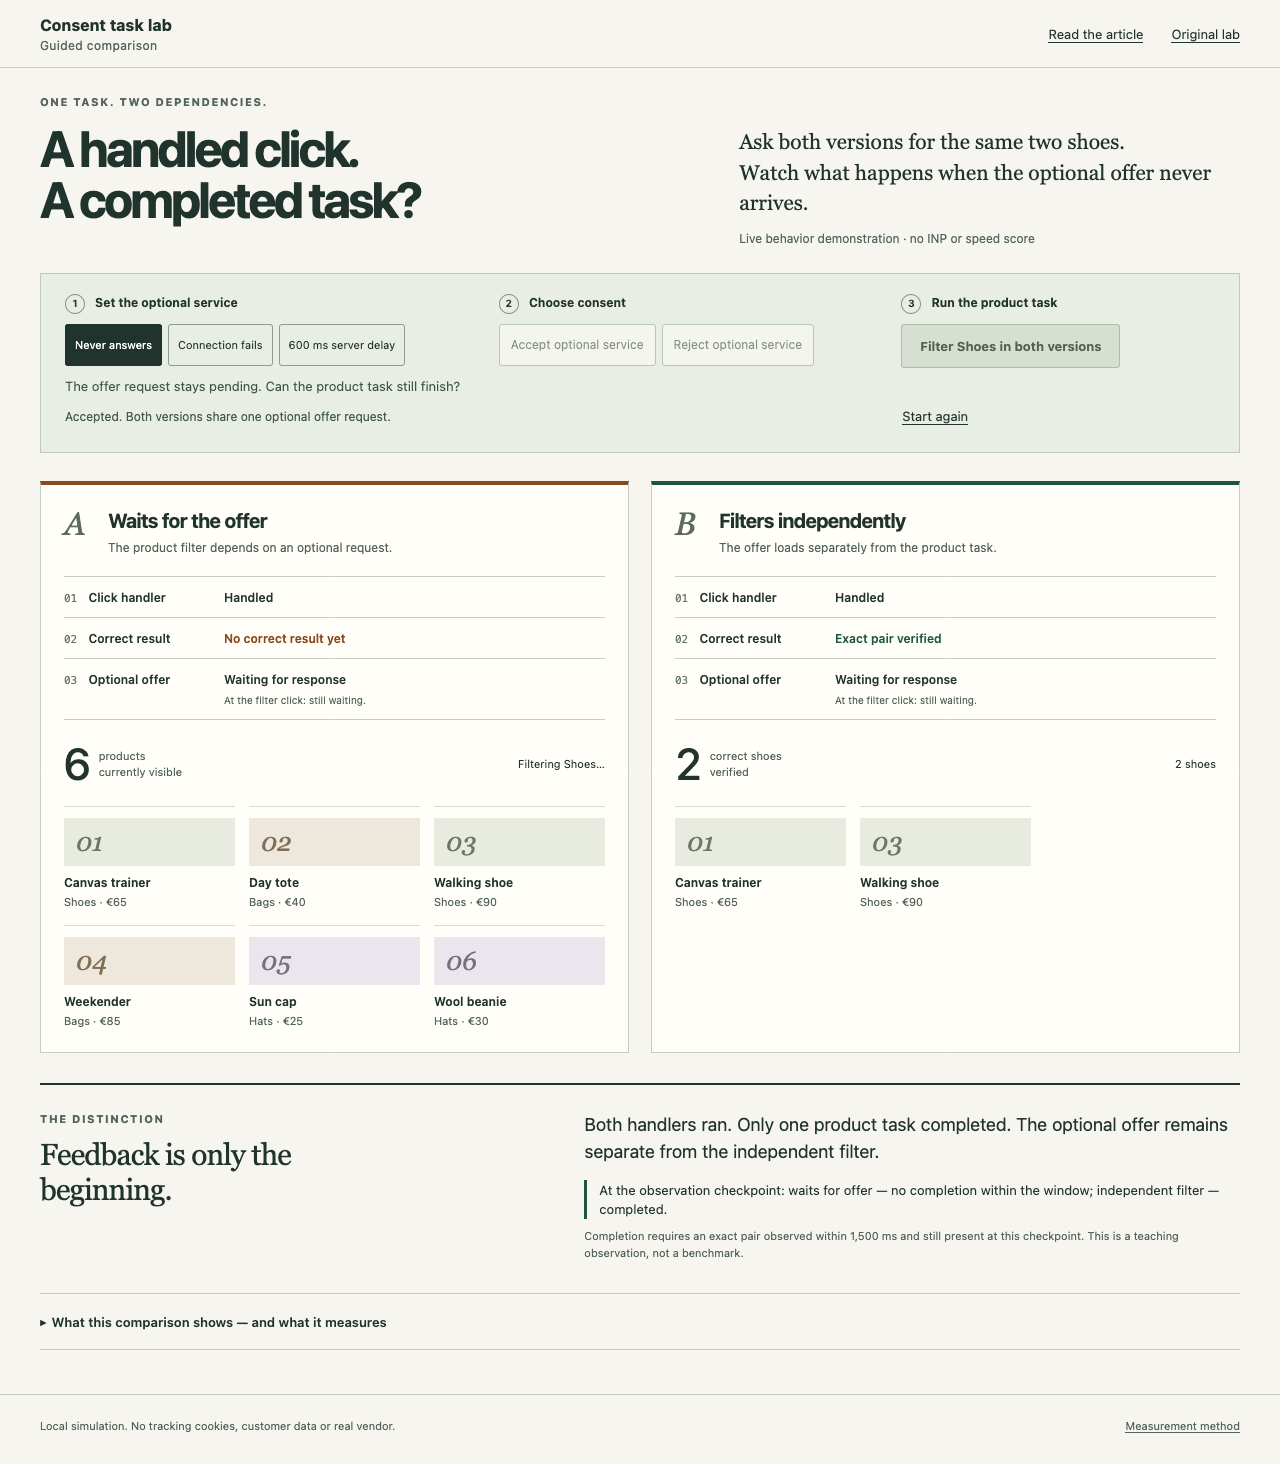 Consent task lab
Guided comparison
Read the article
Original lab
ONE TASK. TWO DEPENDENCIES.
A handled click.
A completed task?
Ask both versions for the same two shoes.
Watch what happens when the optional offer never
arrives.
Live behavior demonstration · no INP or speed score
1 Set the optional service
Never answers
Connection fails
600 ms server delay
The offer request stays pending. Can the product task still finish?
Accepted. Both versions share one optional offer request.
2 Choose consent
Accept optional service
Reject optional service
3 Run the product task
Filter Shoes in both versions
Start again
A Waits for the offer
The product filter depends on an optional request.
01 Click handler Handled
02 Correct result No correct result yet
03 Optional offer Waiting for response
At the filter click: still waiting.
6 products
currently visible
Filtering Shoes…
01
Canvas trainer
Shoes · €65
02
Day tote
Bags · €40
03
Walking shoe
Shoes · €90
04
Weekender
Bags · €85
05
Sun cap
Hats · €25
06
Wool beanie
Hats · €30
B Filters independently
The offer loads separately from the product task.
01 Click handler Handled
02 Correct result Exact pair verified
03 Optional offer Waiting for response
At the filter click: still waiting.
2 correct shoes
verified
2 shoes
01
Canvas trainer
Shoes · €65
03
Walking shoe
Shoes · €90
THE DISTINCTION
Feedback is only the
beginning.
Both handlers ran. Only one product task completed. The optional offer remains
separate from the independent filter.
At the observation checkpoint: waits for offer — no completion within the window; independent filter —
completed.
Completion requires an exact pair observed within 1,500 ms and still present at this checkpoint. This is a teaching
observation, not a benchmark.
▸ What this comparison shows — and what it measures
Local simulation. No tracking cookies, customer data or real vendor.
Measurement method